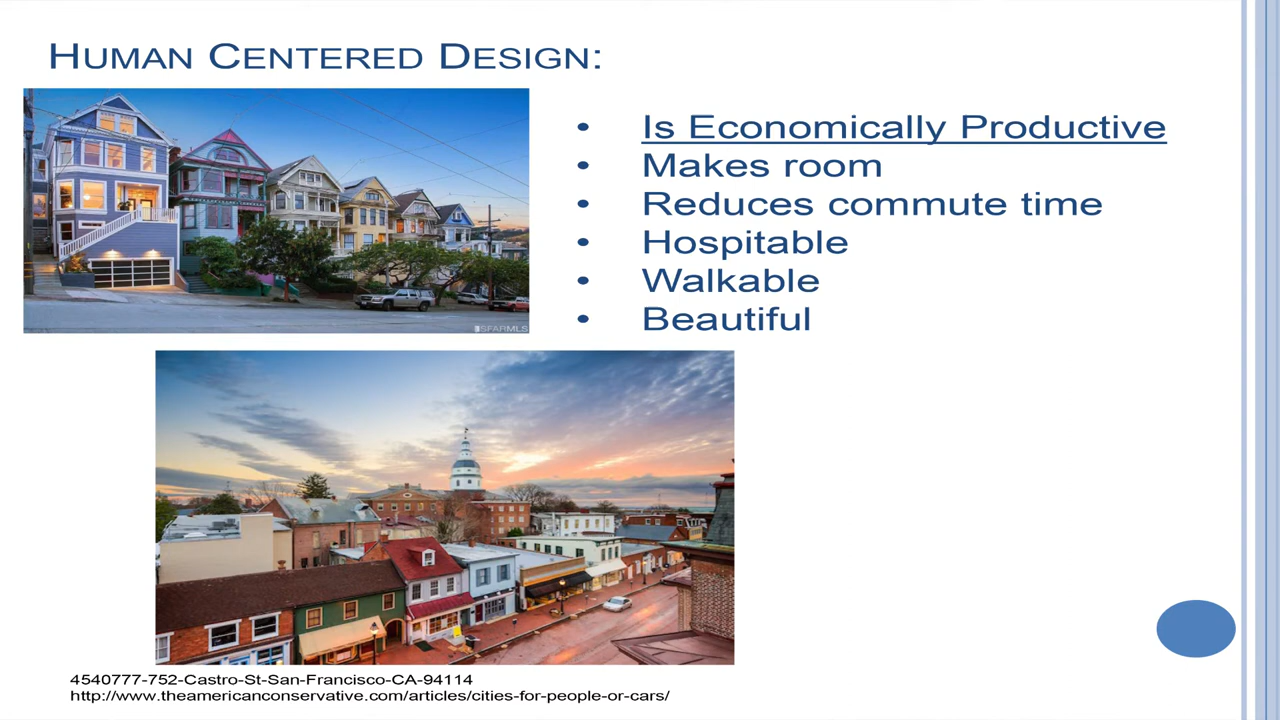 HUMAN CENTERED DESIGN:
• Is Economically Productive
• Makes room
• Reduces commute time
• Hospitable
• Walkable
• Beautiful
SFARMLS
4540777-752-Castro-St-San-Francisco-CA-94114
http://www.theamericanconservative.com/articles/cities-for-people-or-cars/